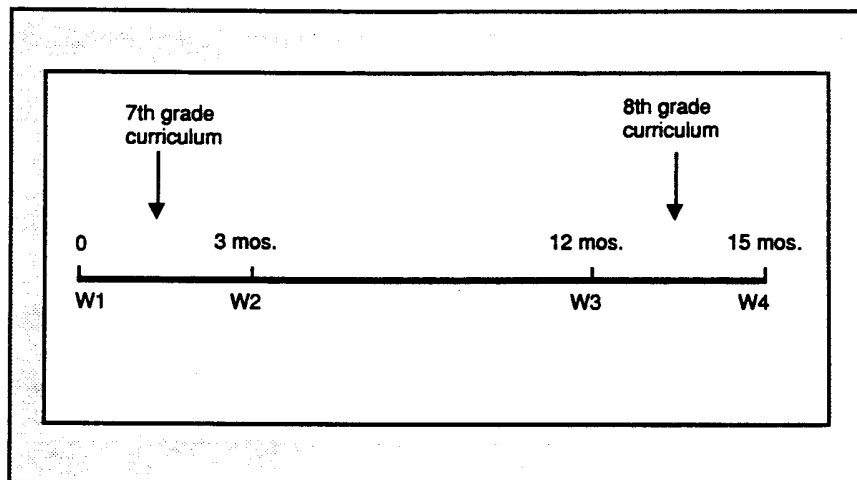 7th grade
curriculum
8th grade
curriculum
0 3 mos. 12 mos. 15 mos.
W1 W2 W3 W4